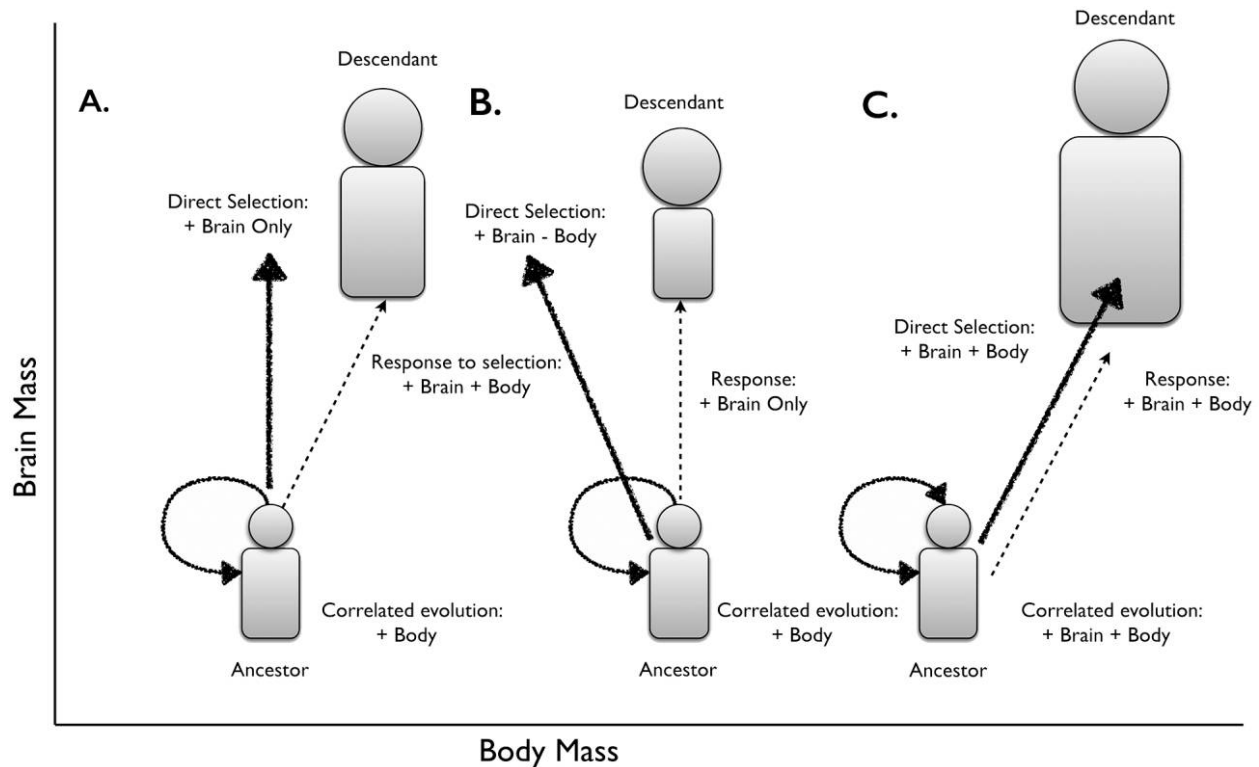 A.
Descendant
Direct Selection:
+ Brain Only
Response to selection:
+ Brain + Body
Correlated evolution:
+ Body
Ancestor
B.
Descendant
Direct Selection:
+ Brain - Body
Response:
+ Brain Only
Correlated evolution:
+ Body
Ancestor
C.
Descendant
Direct Selection:
+ Brain + Body
Response:
+ Brain + Body
Correlated evolution:
+ Brain + Body
Ancestor
Brain Mass
Body Mass